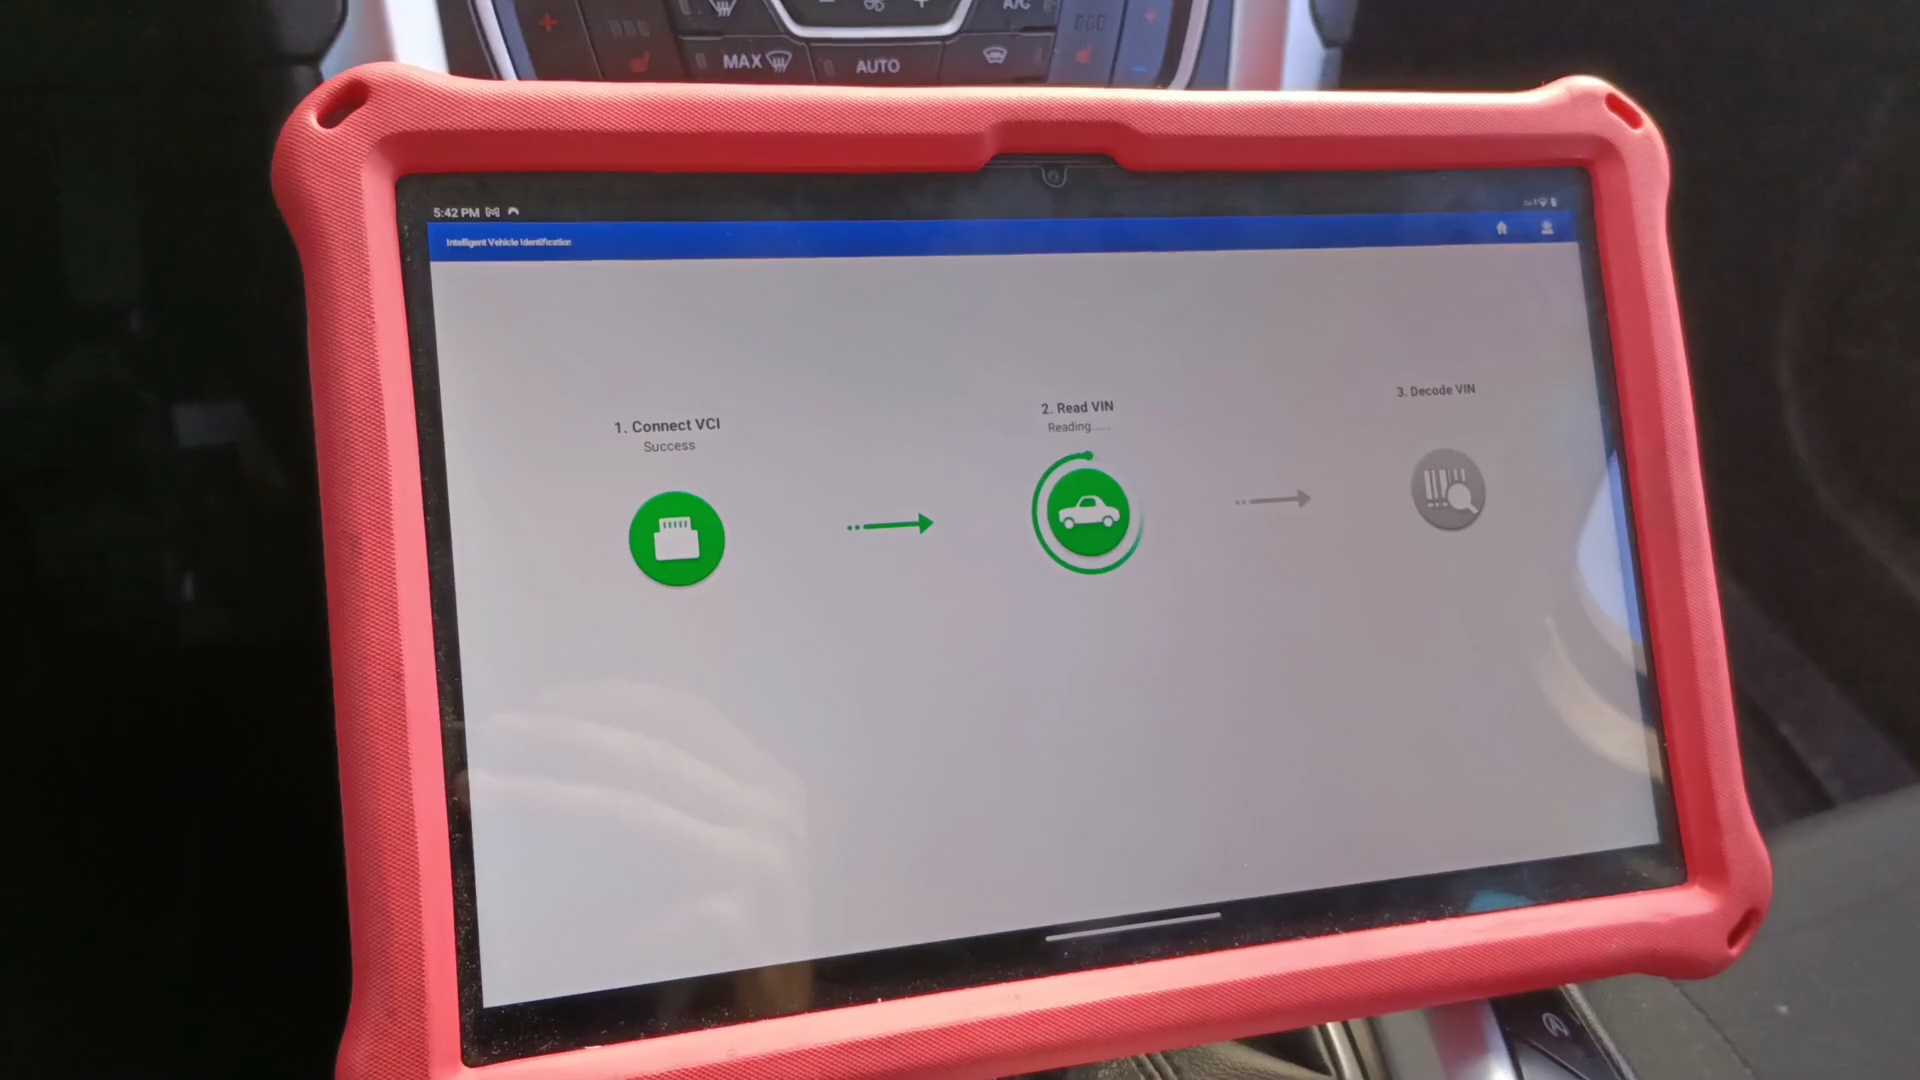 A/C
MAX
AUTO
5:42 PM
Intelligent Vehicle Identification
1. Connect VCI
Success
2. Read VIN
Reading......
3. Decode VIN